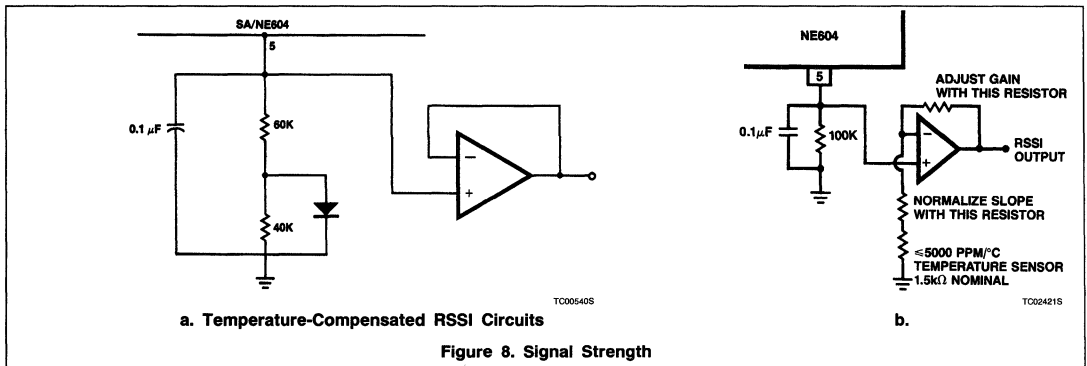 SA/NE604
5
0.1 µF
60K
40K
−
+
TC00540S
a. Temperature-Compensated RSSI Circuits
NE604
5
0.1µF
100K
ADJUST GAIN
WITH THIS RESISTOR
−
+
RSSI
OUTPUT
NORMALIZE SLOPE
WITH THIS RESISTOR
≤5000 PPM/°C
TEMPERATURE SENSOR
1.5kΩ NOMINAL
TC02421S
b.
Figure 8. Signal Strength